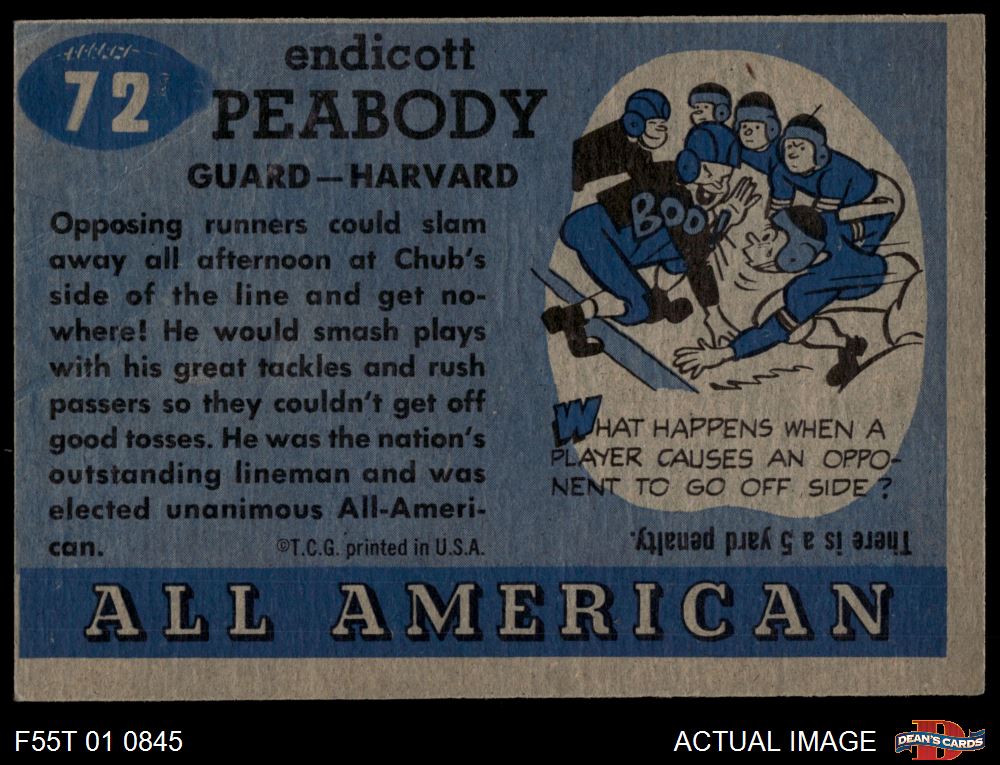 72
endicott
PEABODY
GUARD—HARVARD
Opposing runners could slam
away all afternoon at Chub's
side of the line and get no-
where! He would smash plays
with his great tackles and rush
passers so they couldn't get off
good tosses. He was the nation's
outstanding lineman and was
elected unanimous All-Ameri-
can.
©T.C.G. printed in U.S.A.
BOO!
WHAT HAPPENS WHEN A
PLAYER CAUSES AN OPPO-
NENT TO GO OFF SIDE?
There is a 5 yard penalty.
ALL AMERICAN
F55T 01 0845
ACTUAL IMAGE
D
DEAN'S CARDS